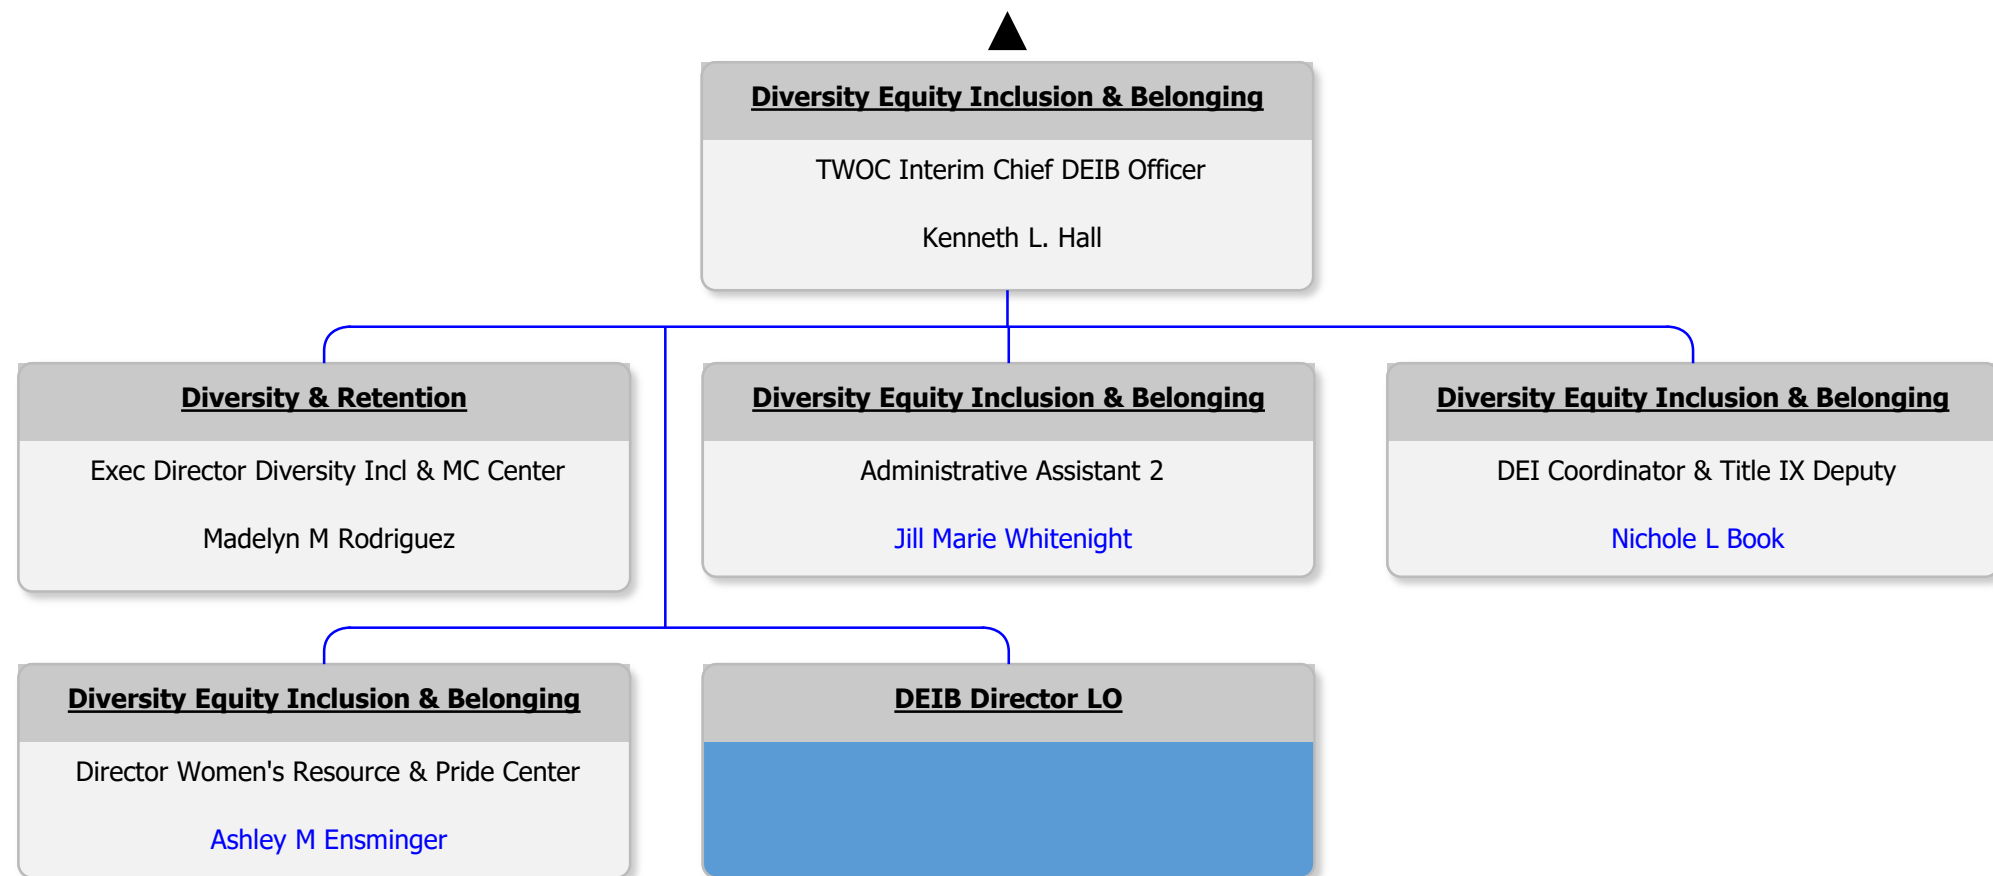 Diversity Equity Inclusion & Belonging
TWOC Interim Chief DEIB Officer
Kenneth L. Hall
Diversity & Retention
Exec Director Diversity Incl & MC Center
Madelyn M Rodriguez
Diversity Equity Inclusion & Belonging
Administrative Assistant 2
Jill Marie Whitenight
Diversity Equity Inclusion & Belonging
DEI Coordinator & Title IX Deputy
Nichole L Book
Diversity Equity Inclusion & Belonging
Director Women's Resource & Pride Center
Ashley M Ensminger
DEIB Director LO